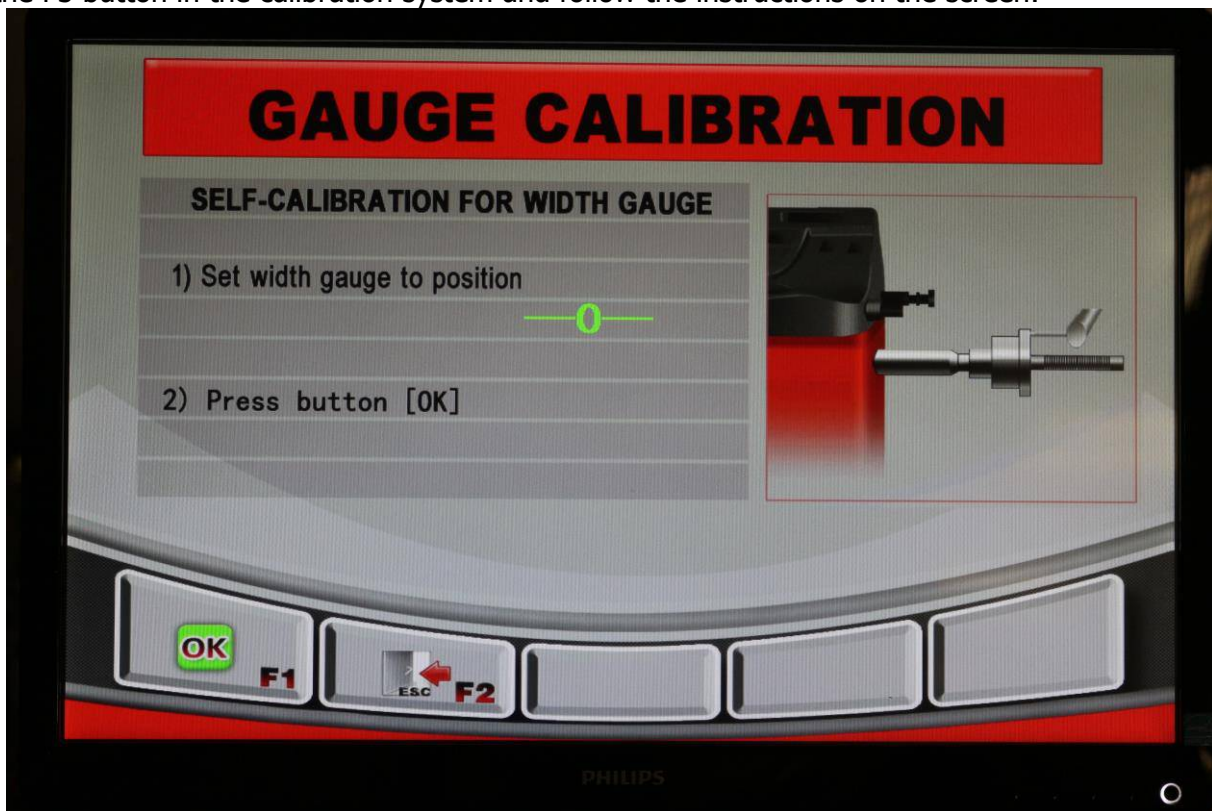 the F3 button in the calibration system and follow the instructions on the screen.
GAUGE CALIBRATION
SELF-CALIBRATION FOR WIDTH GAUGE
1) Set width gauge to position
0
2) Press button [OK]
OK
F1
ESC
F2
PHILIPS